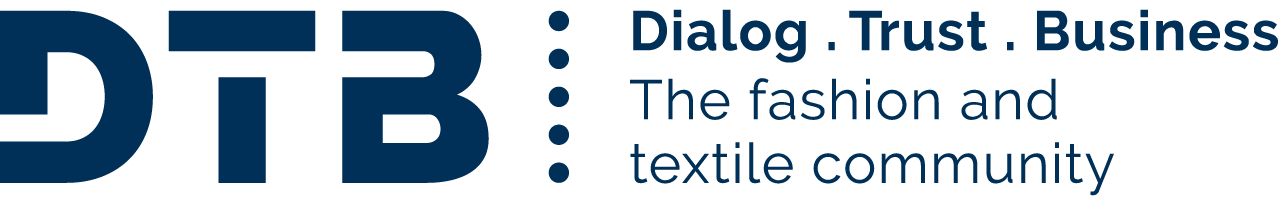 DTB
Dialog . Trust . Business
The fashion and
textile community